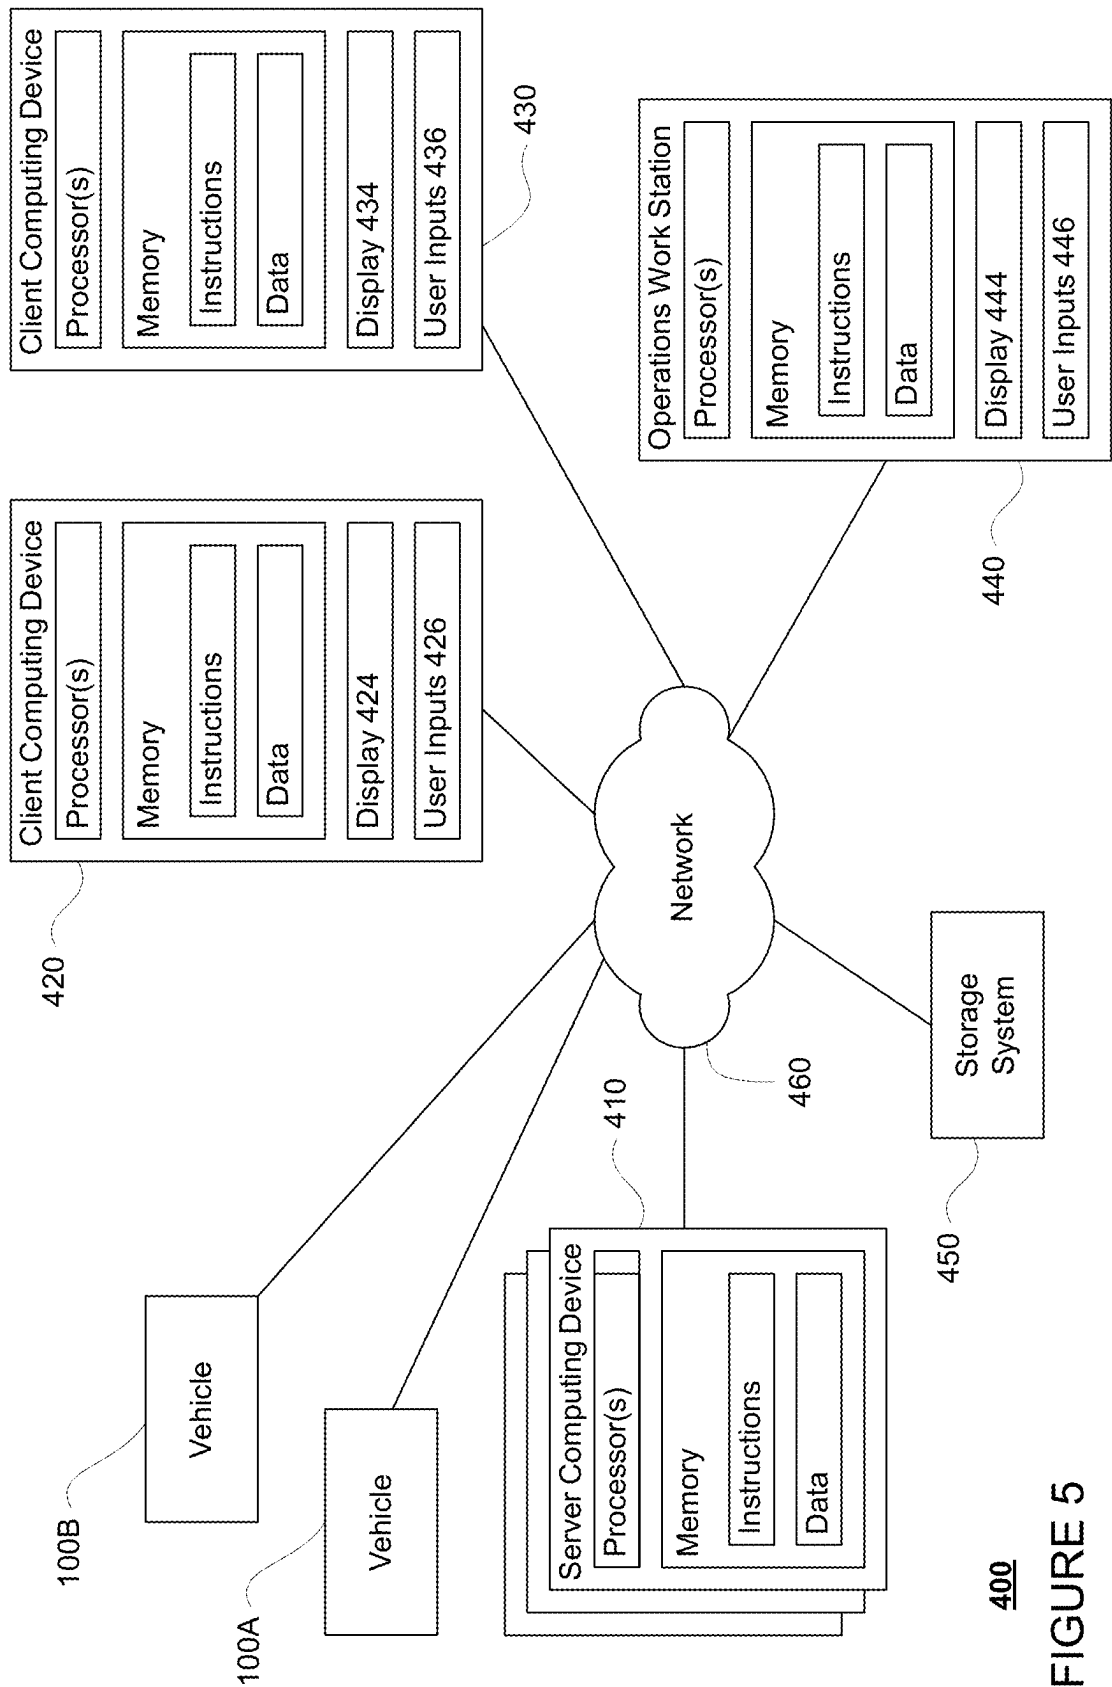 100B
Vehicle
100A
Vehicle
420
Client Computing Device
Processor(s)
Memory
Instructions
Data
Display 424
User Inputs 426
Client Computing Device
Processor(s)
Memory
Instructions
Data
Display 434
User Inputs 436
430
Server Computing Device
Processor(s)
Memory
Instructions
Data
410
Network
460
Storage
System
450
Operations Work Station
Processor(s)
Memory
Instructions
Data
Display 444
User Inputs 446
440
400
FIGURE 5